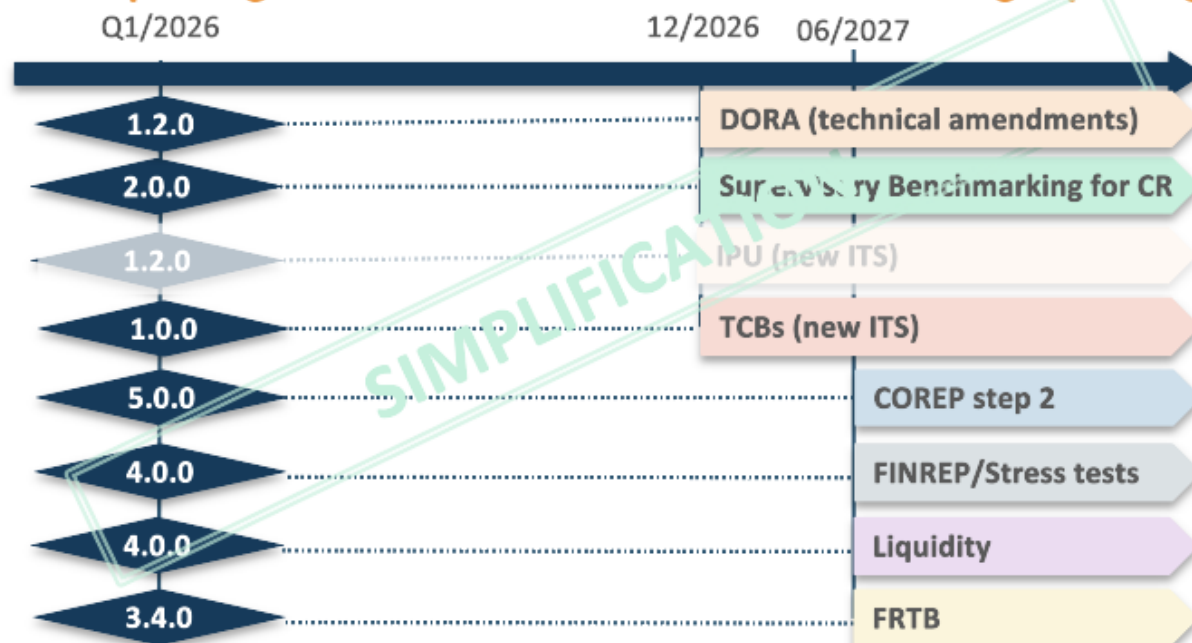 Q1/2026 12/2026 06/2027
1.2.0 DORA (technical amendments)
2.0.0 Supervisory Benchmarking for CR
1.2.0 IPU (new ITS)
1.0.0 TCBs (new ITS)
5.0.0 COREP step 2
4.0.0 FINREP/Stress tests
4.0.0 Liquidity
3.4.0 FRTB
SIMPLIFICATION